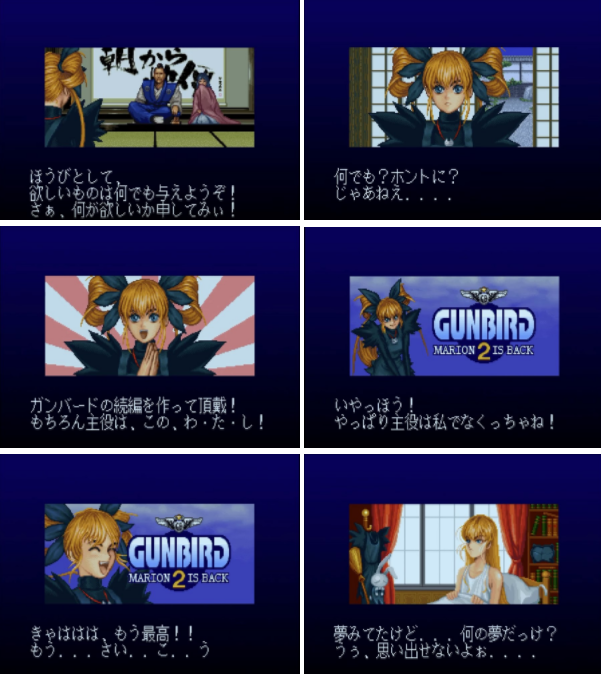 朝から
ほうびとして、
欲しいものは何でも与えようぞ！
さぁ、何が欲しいか申してみぃ！
何でも？ホントに？
じゃあねえ．．．．
ガンバードの続編を作って頂戴！
もちろん主役は、この、わ・た・し！
GUNBIRD
MARION 2 IS BACK
いやっほう！
やっぱり主役は私でなくっちゃね！
GUNBIRD
MARION 2 IS BACK
きゃははは、もう最高！！
もう．．．さい．．こ．．う
夢みてたけど．．．何の夢だっけ？
うぅ、思い出せないよぉ．．．．